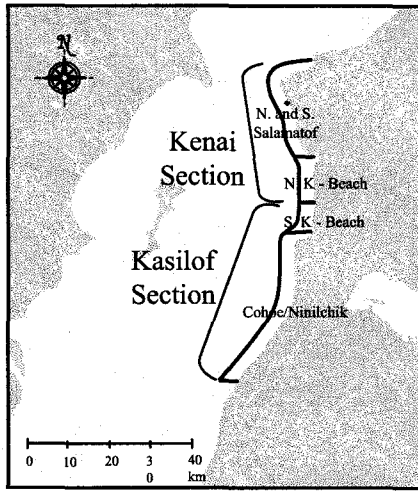 N
N. and S.
Salamatof
Kenai
Section
N K - Beach
S K - Beach
Kasilof
Section
Cohoe/Ninilchik
0 10 20 3 40
0 km